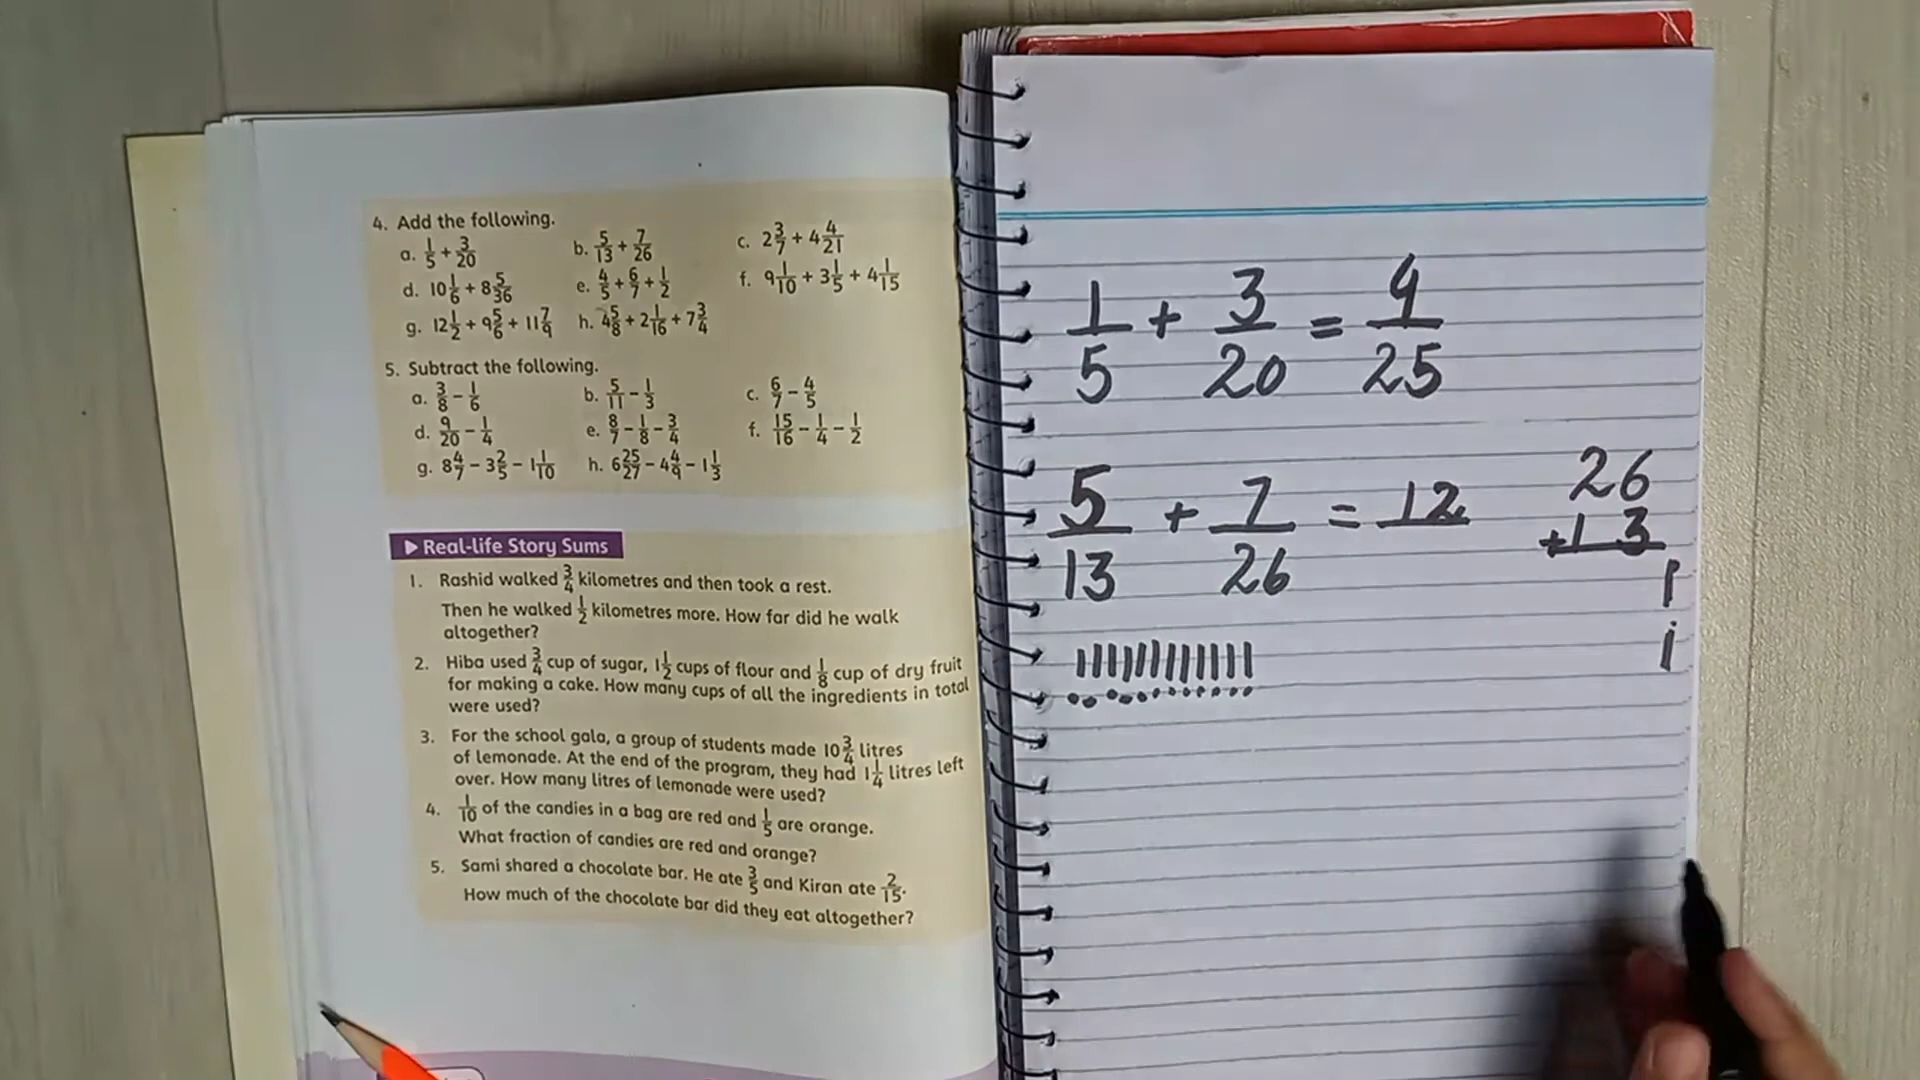 4. Add the following.
a. 1/5 + 3/20 b. 5/13 + 7/26 c. 2 3/7 + 4 4/21
d. 10 1/6 + 8 5/36 e. 4/5 + 6/7 + 1/2 f. 9 1/10 + 3 1/5 + 4 1/15
g. 12 1/2 + 9 5/6 + 11 7/9 h. 4 5/8 + 2 1/16 + 7 3/4
5. Subtract the following.
a. 3/8 − 1/6 b. 5/11 − 1/3 c. 6/7 − 4/5
d. 9/20 − 1/4 e. 8/7 − 1/8 − 3/4 f. 15/16 − 1/4 − 1/2
g. 8 4/7 − 3 2/5 − 1 1/10 h. 6 25/27 − 4 4/9 − 1 1/3
Real-life Story Sums
1. Rashid walked 3/4 kilometres and then took a rest.
Then he walked 1/2 kilometres more. How far did he walk
altogether?
2. Hiba used 3/4 cup of sugar, 1 1/2 cups of flour and 1/8 cup of dry fruit
for making a cake. How many cups of all the ingredients in total
were used?
3. For the school gala, a group of students made 10 3/4 litres
of lemonade. At the end of the program, they had 1 1/4 litres left
over. How many litres of lemonade were used?
4. 1/10 of the candies in a bag are red and 1/5 are orange.
What fraction of candies are red and orange?
5. Sami shared a chocolate bar. He ate 3/5 and Kiran ate 2/15.
How much of the chocolate bar did they eat altogether?
1/5 + 3/20 = 4/25
5/13 + 7/26 = 12
26
+13